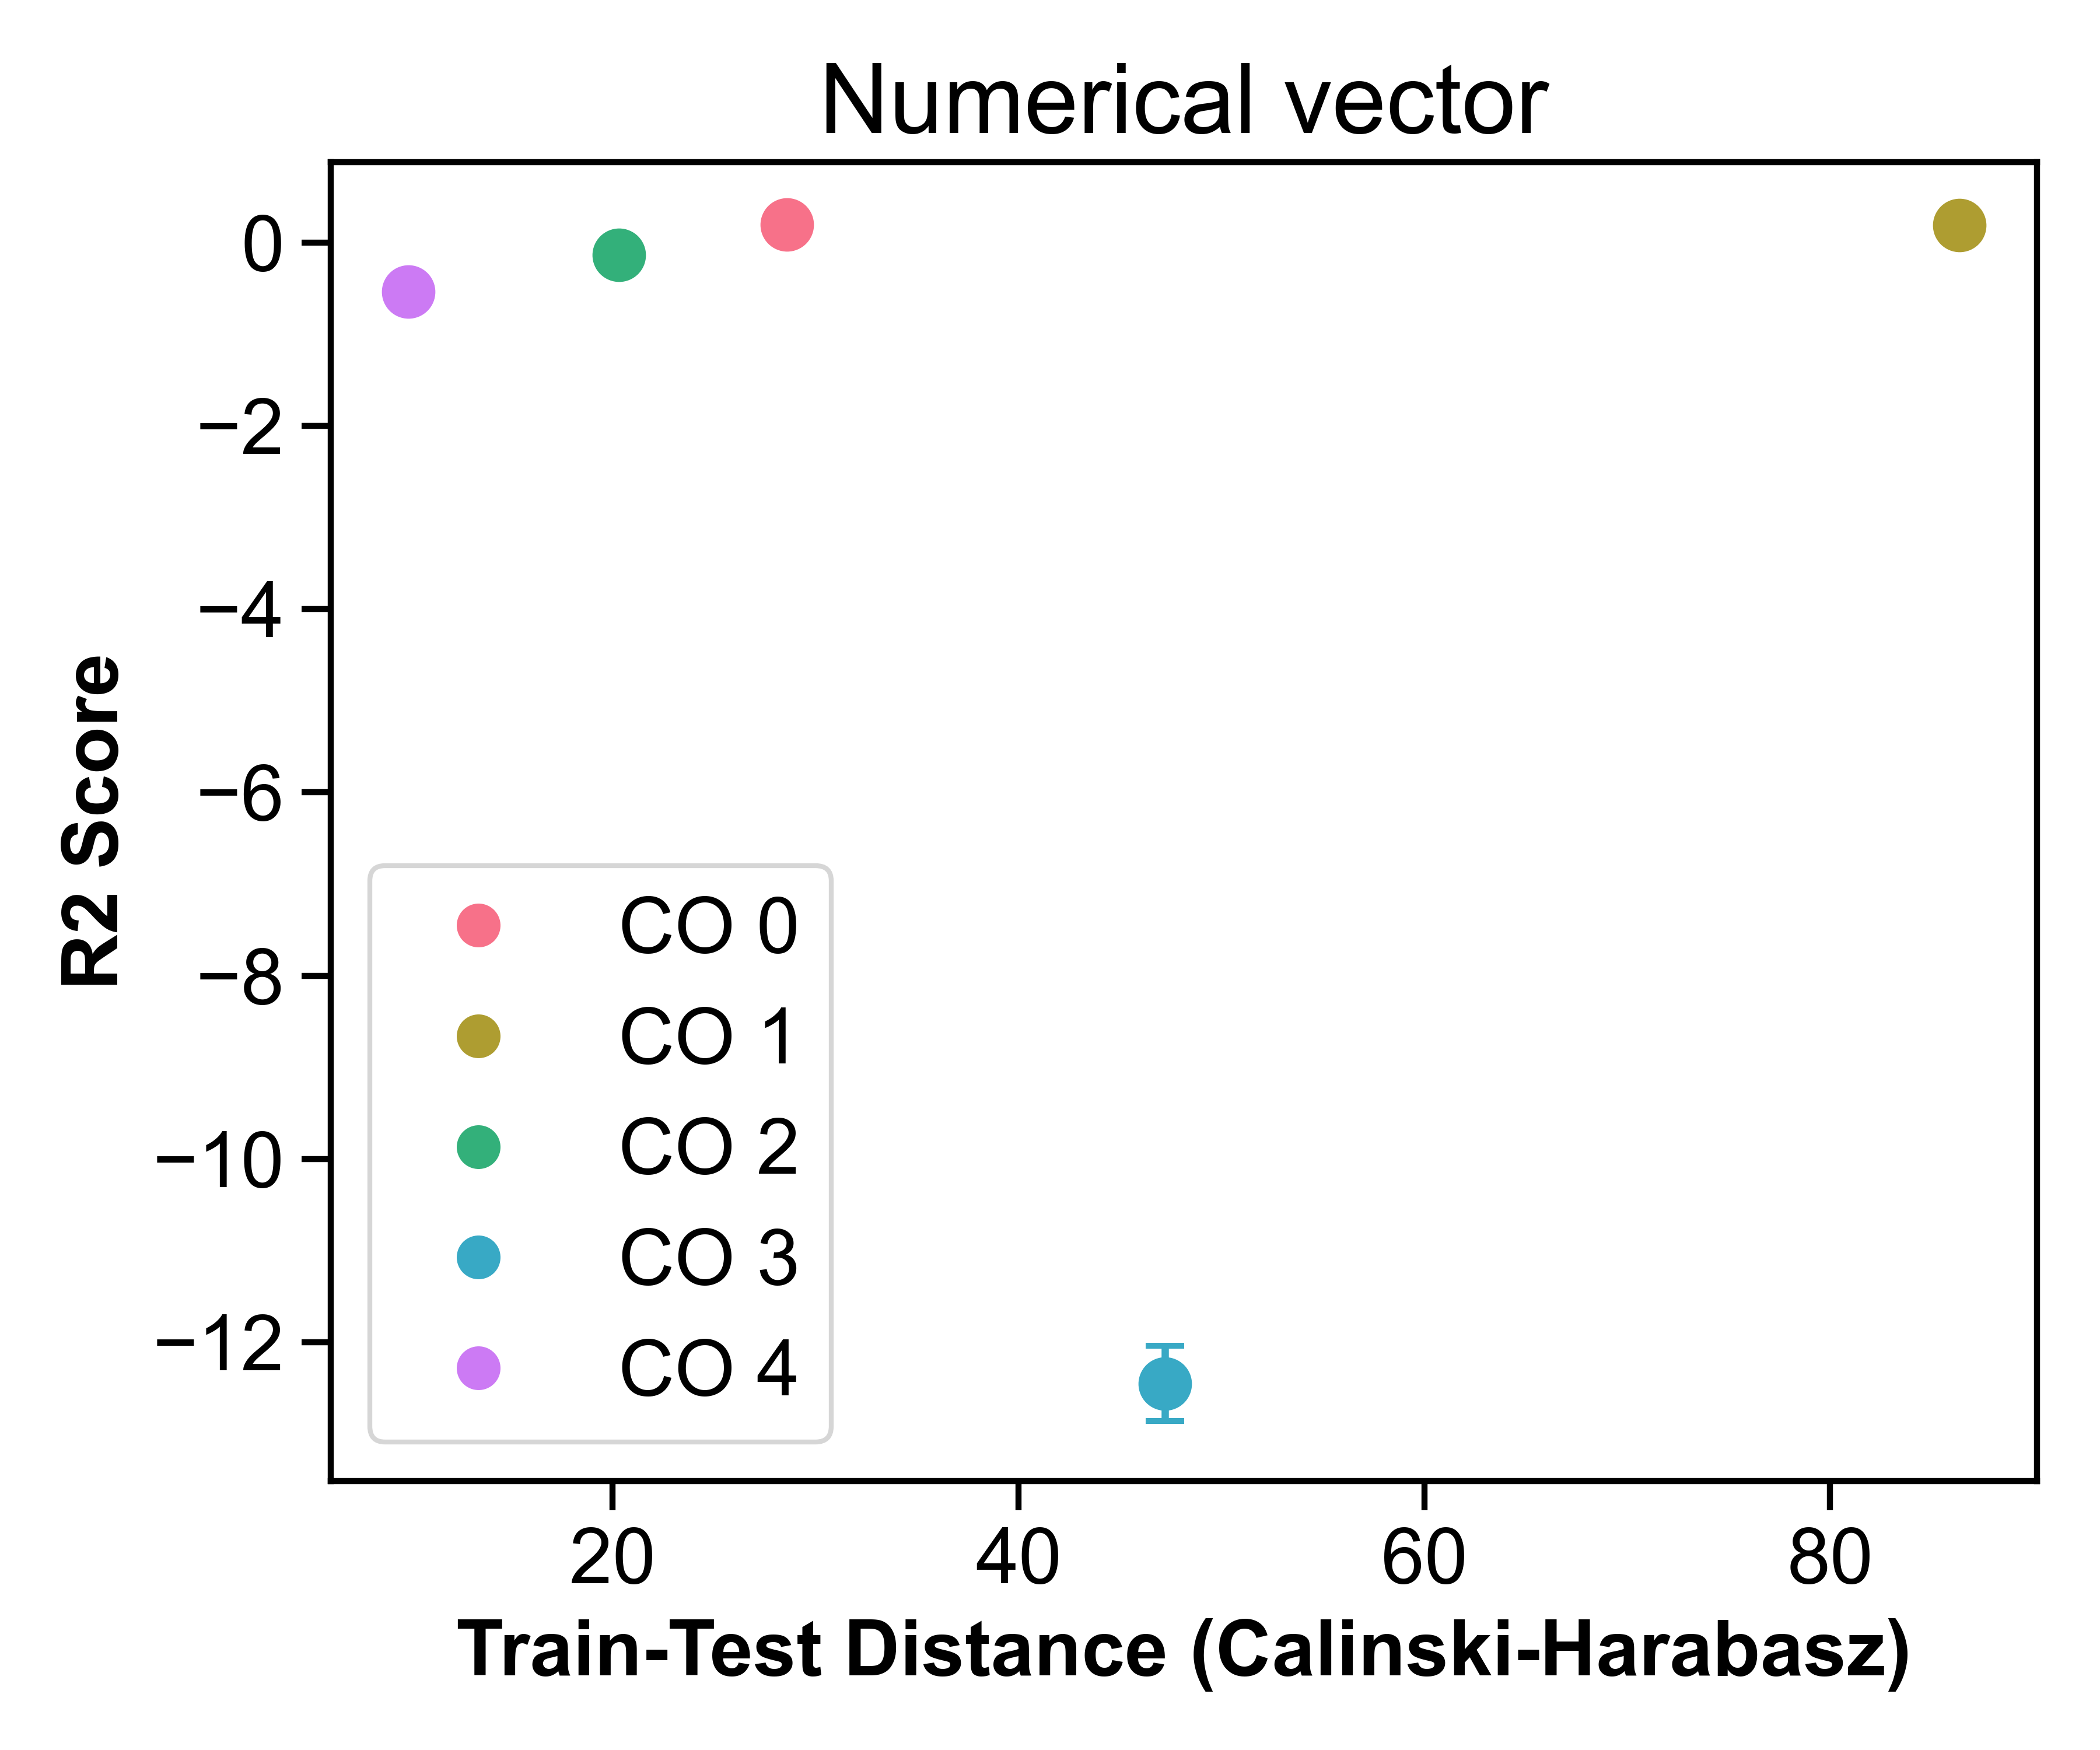 Numerical vector
0
−2
−4
−6
−8
−10
−12
R2 Score
CO 0
CO 1
CO 2
CO 3
CO 4
20 40 60 80
Train-Test Distance (Calinski-Harabasz)